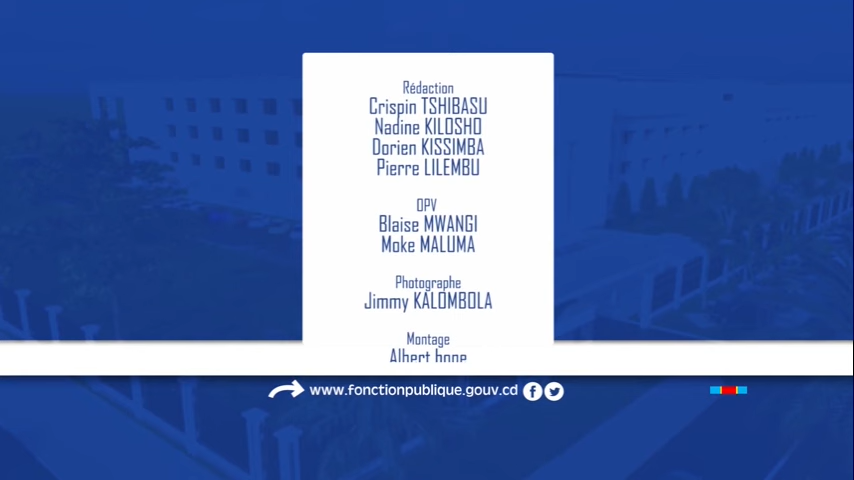 Rédaction
Crispin TSHIBASU
Nadine KILOSHO
Dorien KISSIMBA
Pierre LILEMBU
OPV
Blaise MWANGI
Moke MALUMA
Photographe
Jimmy KALOMBOLA
Montage
Albert
www.fonctionpublique.gouv.cd